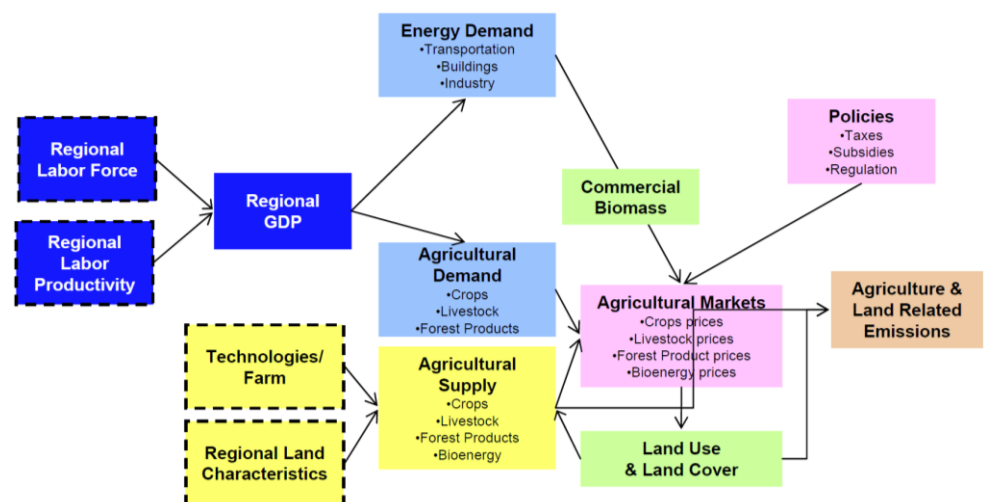 Energy Demand
•Transportation
•Buildings
•Industry
Policies
•Taxes
•Subsidies
•Regulation
Regional
Labor Force
Commercial
Biomass
Regional
GDP
Regional
Labor
Productivity
Agricultural
Demand
•Crops
•Livestock
•Forest Products
Agricultural Markets
•Crops prices
•Livestock prices
•Forest Product prices
•Bioenergy prices
Agriculture &
Land Related
Emissions
Technologies/
Farm
Agricultural
Supply
•Crops
•Livestock
•Forest Products
•Bioenergy
Regional Land
Characteristics
Land Use
& Land Cover